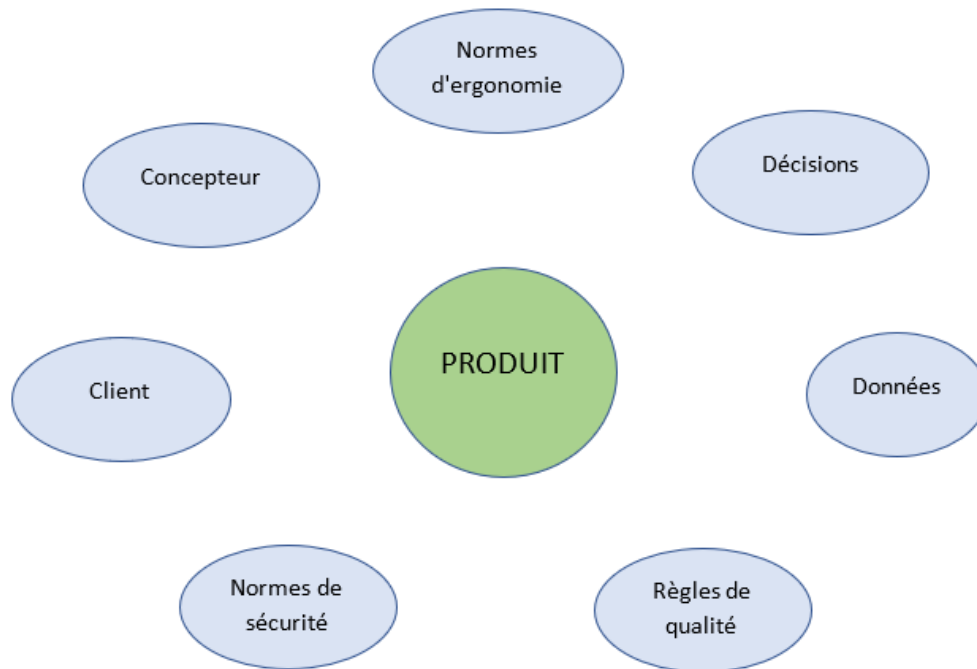 Normes
d'ergonomie
Concepteur
Décisions
PRODUIT
Client
Données
Normes de
sécurité
Règles de
qualité